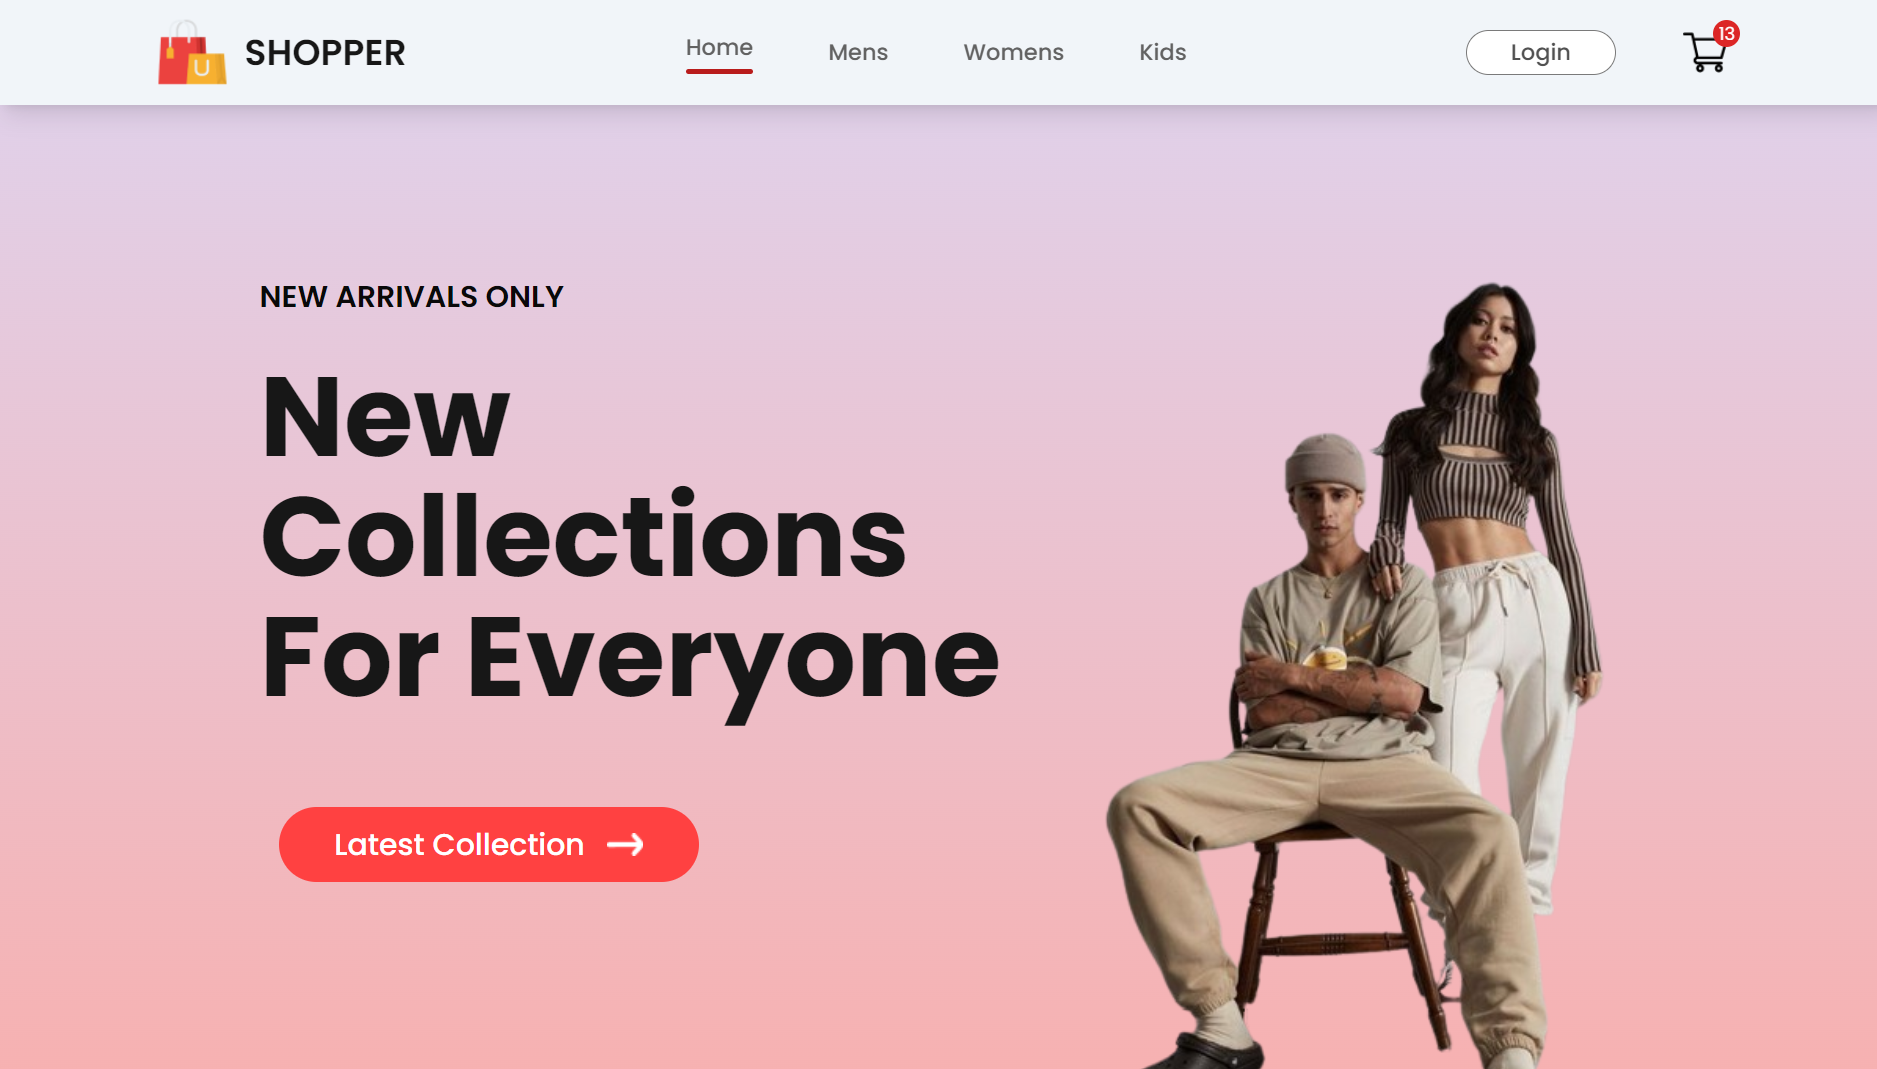 SHOPPER
Home
Mens
Womens
Kids
Login
13
U
NEW ARRIVALS ONLY
New
Collections
For Everyone
Latest Collection